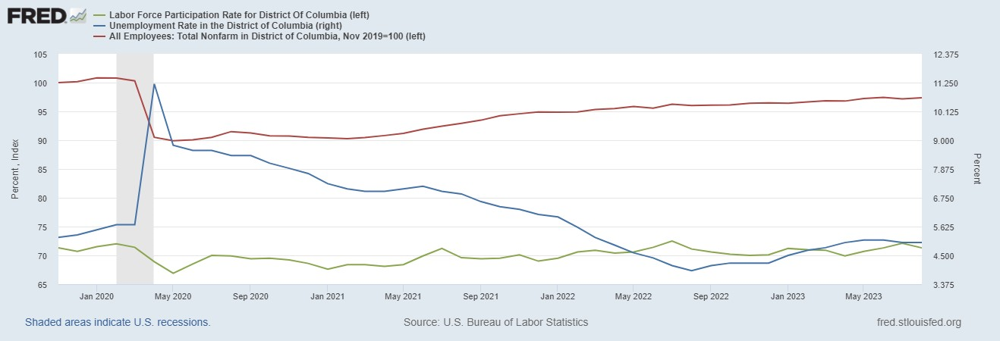 FRED
Labor Force Participation Rate for District Of Columbia (left)
Unemployment Rate in the District of Columbia (right)
All Employees: Total Nonfarm in District of Columbia, Nov 2019=100 (left)
105
100
95
90
85
80
75
70
65
Percent , Index
12.375
11.250
10.125
9.000
7.875
6.750
5.625
4.500
3.375
Percent
Jan 2020 May 2020 Sep 2020 Jan 2021 May 2021 Sep 2021 Jan 2022 May 2022 Sep 2022 Jan 2023 May 2023
Shaded areas indicate U.S. recessions. Source: U.S. Bureau of Labor Statistics fred.stlouisfed.org